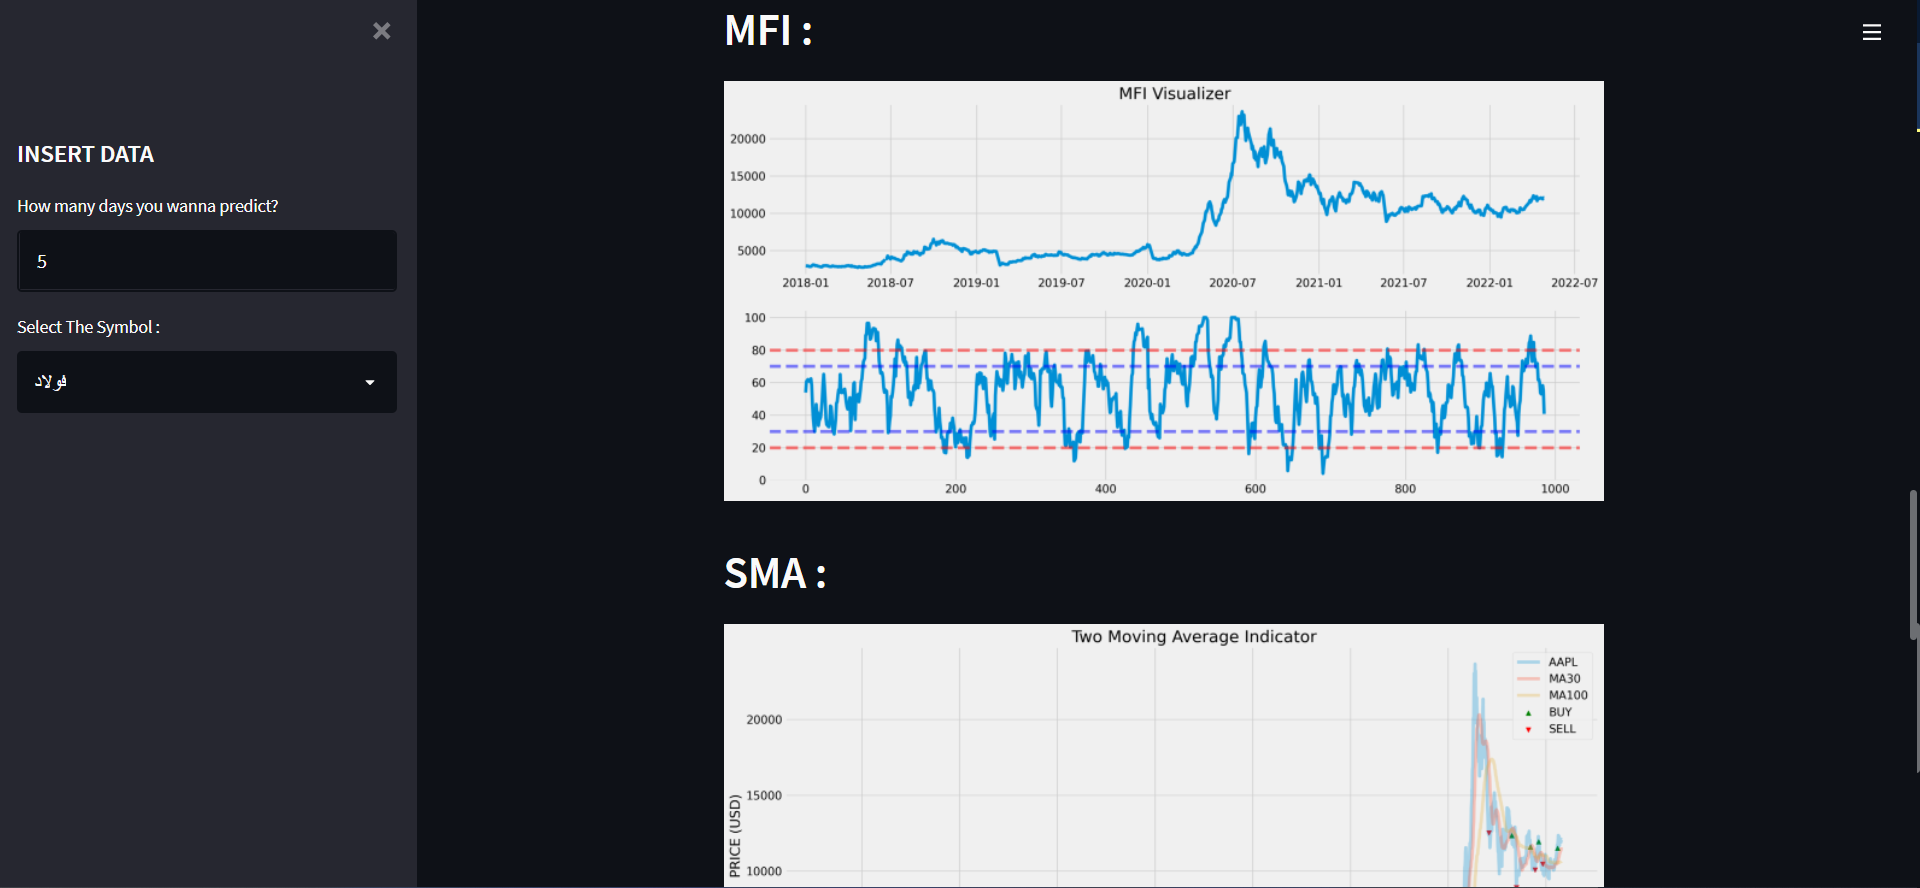 INSERT DATA
How many days you wanna predict?
5
Select The Symbol :
فولاد
MFI :
MFI Visualizer
20000
15000
10000
5000
2018-01 2018-07 2019-01 2019-07 2020-01 2020-07 2021-01 2021-07 2022-01 2022-07
100
80
60
40
20
0
0 200 400 600 800 1000
SMA :
Two Moving Average Indicator
AAPL
MA30
MA100
BUY
SELL
20000
15000
10000
PRICE (USD)